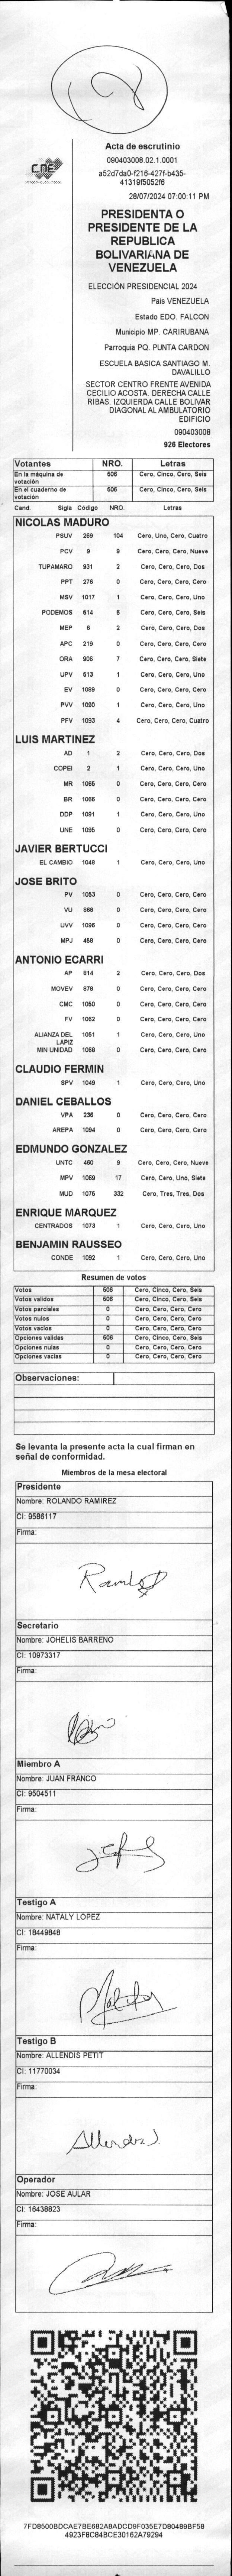 CNE
Acta de escrutinio
090403008.02.1.0001
a52d7da0-f216-427f-b435-
41319f5052f6
28/07/2024 07:00:11 PM
PRESIDENTA O
PRESIDENTE DE LA
REPUBLICA
BOLIVARIANA DE
VENEZUELA
ELECCIÓN PRESIDENCIAL 2024
Pais VENEZUELA
Estado EDO. FALCON
Municipio MP. CARIRUBANA
Parroquia PQ. PUNTA CARDON
ESCUELA BASICA SANTIAGO M.
DAVALILLO
SECTOR CENTRO FRENTE AVENIDA
CECILIO ACOSTA. DERECHA CALLE
RIBAS. IZQUIERDA CALLE BOLIVAR
DIAGONAL AL AMBULATORIO
EDIFICIO
090403008
926 Electores
Votantes NRO. Letras
En la máquina de votación 506 Cero, Cinco, Cero, Seis
En el cuaderno de votación 506 Cero, Cinco, Cero, Seis
Cand. Sigla Código NRO. Letras
NICOLAS MADURO
PSUV 269 104 Cero, Uno, Cero, Cuatro
PCV 9 9 Cero, Cero, Cero, Nueve
TUPAMARO 931 2 Cero, Cero, Cero, Dos
PPT 276 0 Cero, Cero, Cero, Cero
MSV 1017 1 Cero, Cero, Cero, Uno
PODEMOS 514 6 Cero, Cero, Cero, Seis
MEP 6 2 Cero, Cero, Cero, Dos
APC 219 0 Cero, Cero, Cero, Cero
ORA 906 7 Cero, Cero, Cero, Siete
UPV 513 1 Cero, Cero, Cero, Uno
EV 1089 0 Cero, Cero, Cero, Cero
PVV 1090 1 Cero, Cero, Cero, Uno
PFV 1093 4 Cero, Cero, Cero, Cuatro
LUIS MARTINEZ
AD 1 2 Cero, Cero, Cero, Dos
COPEI 2 1 Cero, Cero, Cero, Uno
MR 1065 0 Cero, Cero, Cero, Cero
BR 1066 0 Cero, Cero, Cero, Cero
DDP 1091 1 Cero, Cero, Cero, Uno
UNE 1095 0 Cero, Cero, Cero, Cero
JAVIER BERTUCCI
EL CAMBIO 1048 1 Cero, Cero, Cero, Uno
JOSE BRITO
PV 1053 0 Cero, Cero, Cero, Cero
VU 868 0 Cero, Cero, Cero, Cero
UVV 1096 0 Cero, Cero, Cero, Cero
MPJ 458 0 Cero, Cero, Cero, Cero
ANTONIO ECARRI
AP 814 2 Cero, Cero, Cero, Dos
MOVEV 878 0 Cero, Cero, Cero, Cero
CMC 1050 0 Cero, Cero, Cero, Cero
FV 1062 0 Cero, Cero, Cero, Cero
ALIANZA DEL LAPIZ 1051 1 Cero, Cero, Cero, Uno
MIN UNIDAD 1068 0 Cero, Cero, Cero, Cero
CLAUDIO FERMIN
SPV 1049 1 Cero, Cero, Cero, Uno
DANIEL CEBALLOS
VPA 236 0 Cero, Cero, Cero, Cero
AREPA 1094 0 Cero, Cero, Cero, Cero
EDMUNDO GONZALEZ
UNTC 460 9 Cero, Cero, Cero, Nueve
MPV 1069 17 Cero, Cero, Uno, Siete
MUD 1075 332 Cero, Tres, Tres, Dos
ENRIQUE MARQUEZ
CENTRADOS 1073 1 Cero, Cero, Cero, Uno
BENJAMIN RAUSSEO
CONDE 1092 1 Cero, Cero, Cero, Uno
Resumen de votos
Votos 506 Cero, Cinco, Cero, Seis
Votos validos 506 Cero, Cinco, Cero, Seis
Votos parciales 0 Cero, Cero, Cero, Cero
Votos nulos 0 Cero, Cero, Cero, Cero
Votos vacios 0 Cero, Cero, Cero, Cero
Opciones validas 506 Cero, Cinco, Cero, Seis
Opciones nulas 0 Cero, Cero, Cero, Cero
Opciones vacias 0 Cero, Cero, Cero, Cero
Observaciones:
Se levanta la presente acta la cual firman en
señal de conformidad.
Miembros de la mesa electoral
Presidente
Nombre: ROLANDO RAMIREZ
CI: 9586117
Firma:
Secretario
Nombre: JOHELIS BARRENO
CI: 10973317
Firma:
Miembro A
Nombre: JUAN FRANCO
CI: 9504511
Firma:
Testigo A
Nombre: NATALY LOPEZ
CI: 18449848
Firma:
Testigo B
Nombre: ALLENDIS PETIT
CI: 11770034
Firma:
Operador
Nombre: JOSE AULAR
CI: 16438823
Firma:
7FD8500BDCAE7BE682A8ADCD9F035E7D80489BF58
4923F8C84BCE30162A79294